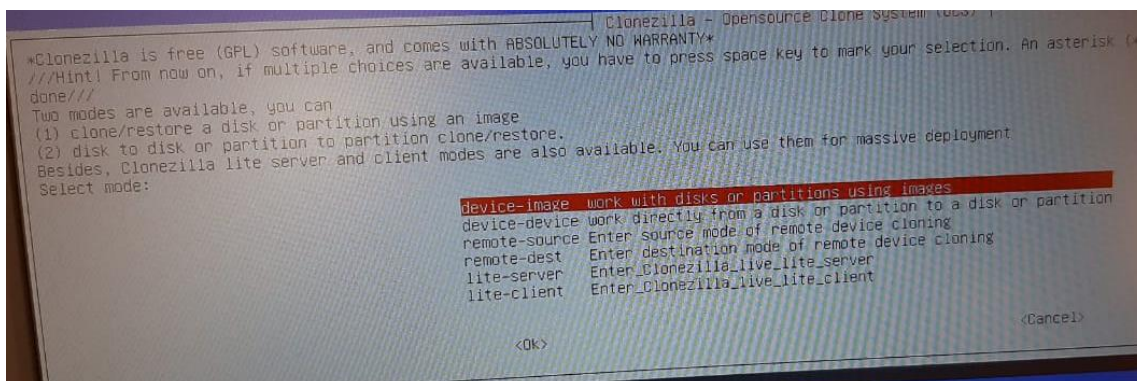 Clonezilla - Opensource Clone System (OCS)
*Clonezilla is free (GPL) software, and comes with ABSOLUTELY NO WARRANTY*
///Hint! From now on, if multiple choices are available, you have to press space key to mark your selection. An asterisk (*
done///
Two modes are available, you can
(1) clone/restore a disk or partition using an image
(2) disk to disk or partition to partition clone/restore.
Besides, Clonezilla lite server and client modes are also available. You can use them for massive deployment
Select mode:
device-image work with disks or partitions using images
device-device work directly from a disk or partition to a disk or partition
remote-source Enter source mode of remote device cloning
remote-dest Enter destination mode of remote device cloning
lite-server Enter_Clonezilla_live_lite_server
lite-client Enter_Clonezilla_live_lite_client
<Ok> <Cancel>